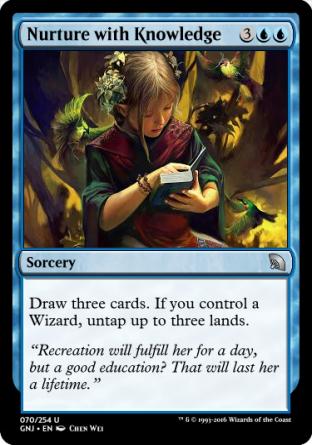 Nurture with Knowledge 3
Sorcery
Draw three cards. If you control a
Wizard, untap up to three lands.
“Recreation will fulfill her for a day,
but a good education? That will last her
a lifetime.”
070/254 U
GNJ • EN Chen Wei
™ & © 1993-2016 Wizards of the Coast